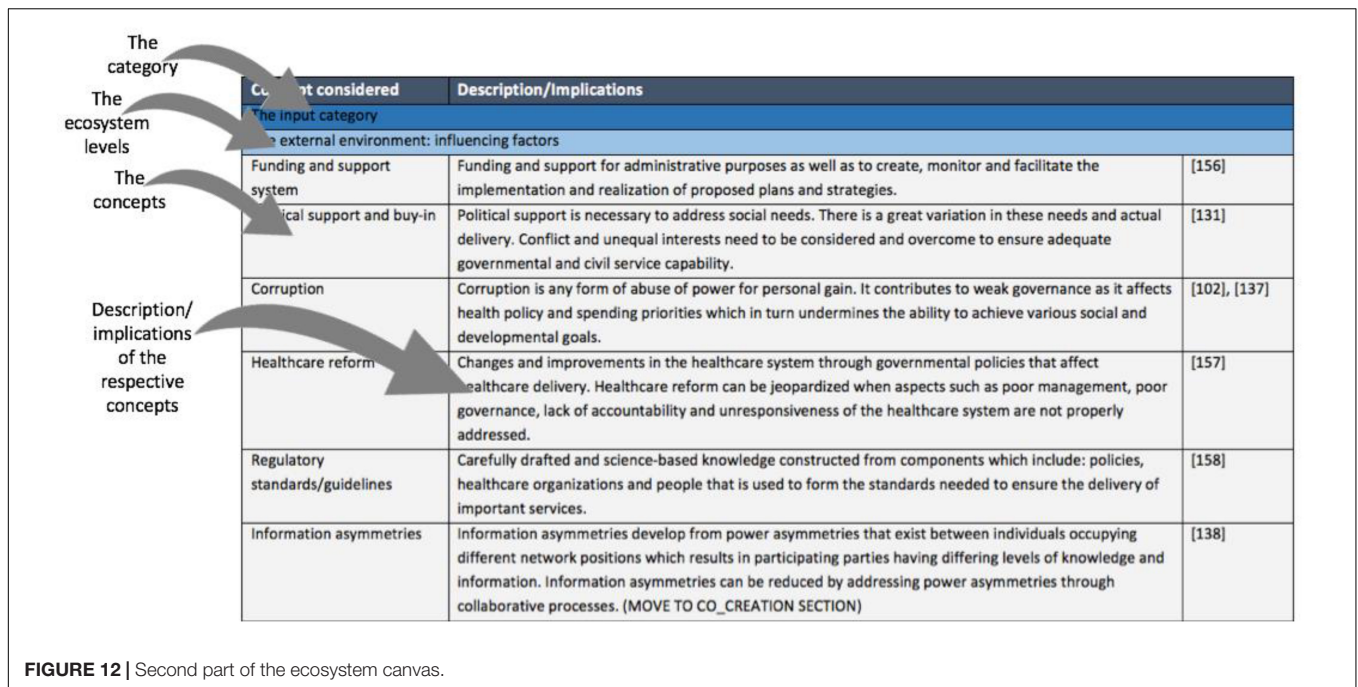 The
category
The
ecosystem
levels
The
concepts
Description/
implications
of the
respective
concepts
considered Description/Implications
The input category
external environment: influencing factors
Funding and support
system
Funding and support for administrative purposes as well as to create, monitor and facilitate the
implementation and realization of proposed plans and strategies.
[156]
support and buy-in
Political support is necessary to address social needs. There is a great variation in these needs and actual
delivery. Conflict and unequal interests need to be considered and overcome to ensure adequate
governmental and civil service capability.
[131]
Corruption
Corruption is any form of abuse of power for personal gain. It contributes to weak governance as it affects
health policy and spending priorities which in turn undermines the ability to achieve various social and
developmental goals.
[102], [137]
Healthcare reform
Changes and improvements in the healthcare system through governmental policies that affect
healthcare delivery. Healthcare reform can be jeopardized when aspects such as poor management, poor
governance, lack of accountability and unresponsiveness of the healthcare system are not properly
addressed.
[157]
Regulatory
standards/guidelines
Carefully drafted and science-based knowledge constructed from components which include: policies,
healthcare organizations and people that is used to form the standards needed to ensure the delivery of
important services.
[158]
Information asymmetries
Information asymmetries develop from power asymmetries that exist between individuals occupying
different network positions which results in participating parties having differing levels of knowledge and
information. Information asymmetries can be reduced by addressing power asymmetries through
collaborative processes. (MOVE TO CO_CREATION SECTION)
[138]
FIGURE 12 | Second part of the ecosystem canvas.